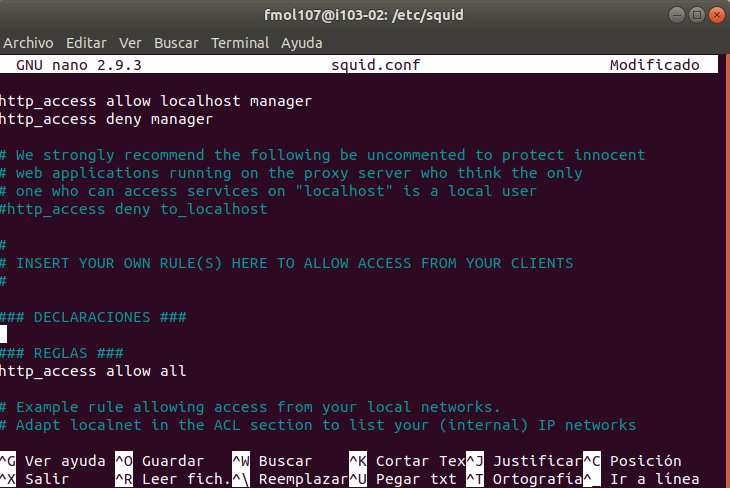 fmol107@i103-02: /etc/squid
Archivo Editar Ver Buscar Terminal Ayuda
GNU nano 2.9.3 squid.conf Modificado
http_access allow localhost manager
http_access deny manager
# We strongly recommend the following be uncommented to protect innocent
# web applications running on the proxy server who think the only
# one who can access services on "localhost" is a local user
#http_access deny to_localhost
#
# INSERT YOUR OWN RULE(S) HERE TO ALLOW ACCESS FROM YOUR CLIENTS
#
### DECLARACIONES ###
### REGLAS ###
http_access allow all
# Example rule allowing access from your local networks.
# Adapt localnet in the ACL section to list your (internal) IP networks
^G Ver ayuda ^O Guardar ^W Buscar ^K Cortar Tex^J Justificar^C Posición
^X Salir ^R Leer fich.^\ Reemplazar^U Pegar txt ^T Ortografía^_ Ir a línea